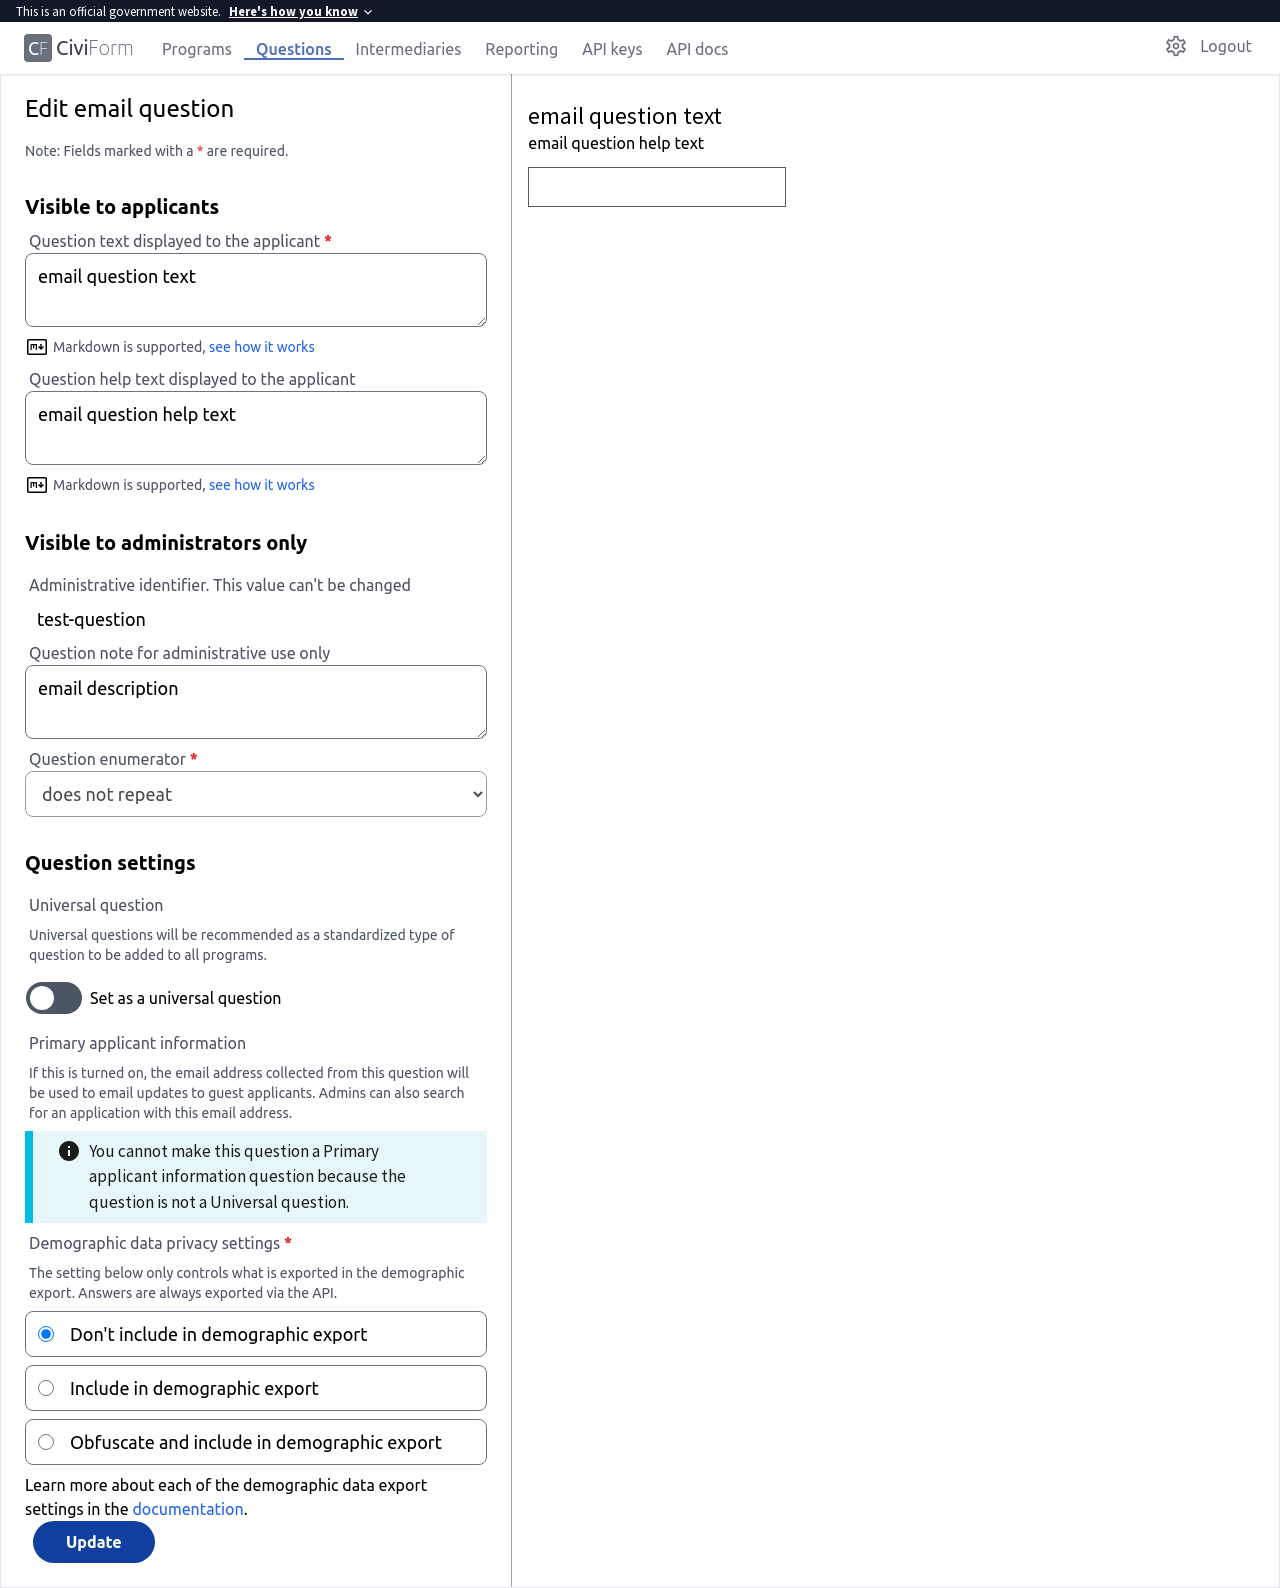 This is an official government website. Here's how you know
CF CiviForm Programs Questions Intermediaries Reporting API keys API docs Logout
Edit email question
Note: Fields marked with a * are required.
Visible to applicants
Question text displayed to the applicant *
email question text
Markdown is supported, see how it works
Question help text displayed to the applicant
email question help text
Markdown is supported, see how it works
Visible to administrators only
Administrative identifier. This value can't be changed
test-question
Question note for administrative use only
email description
Question enumerator *
does not repeat
Question settings
Universal question
Universal questions will be recommended as a standardized type of
question to be added to all programs.
Set as a universal question
Primary applicant information
If this is turned on, the email address collected from this question will
be used to email updates to guest applicants. Admins can also search
for an application with this email address.
You cannot make this question a Primary
applicant information question because the
question is not a Universal question.
Demographic data privacy settings *
The setting below only controls what is exported in the demographic
export. Answers are always exported via the API.
Don't include in demographic export
Include in demographic export
Obfuscate and include in demographic export
Learn more about each of the demographic data export
settings in the documentation.
Update
email question text
email question help text